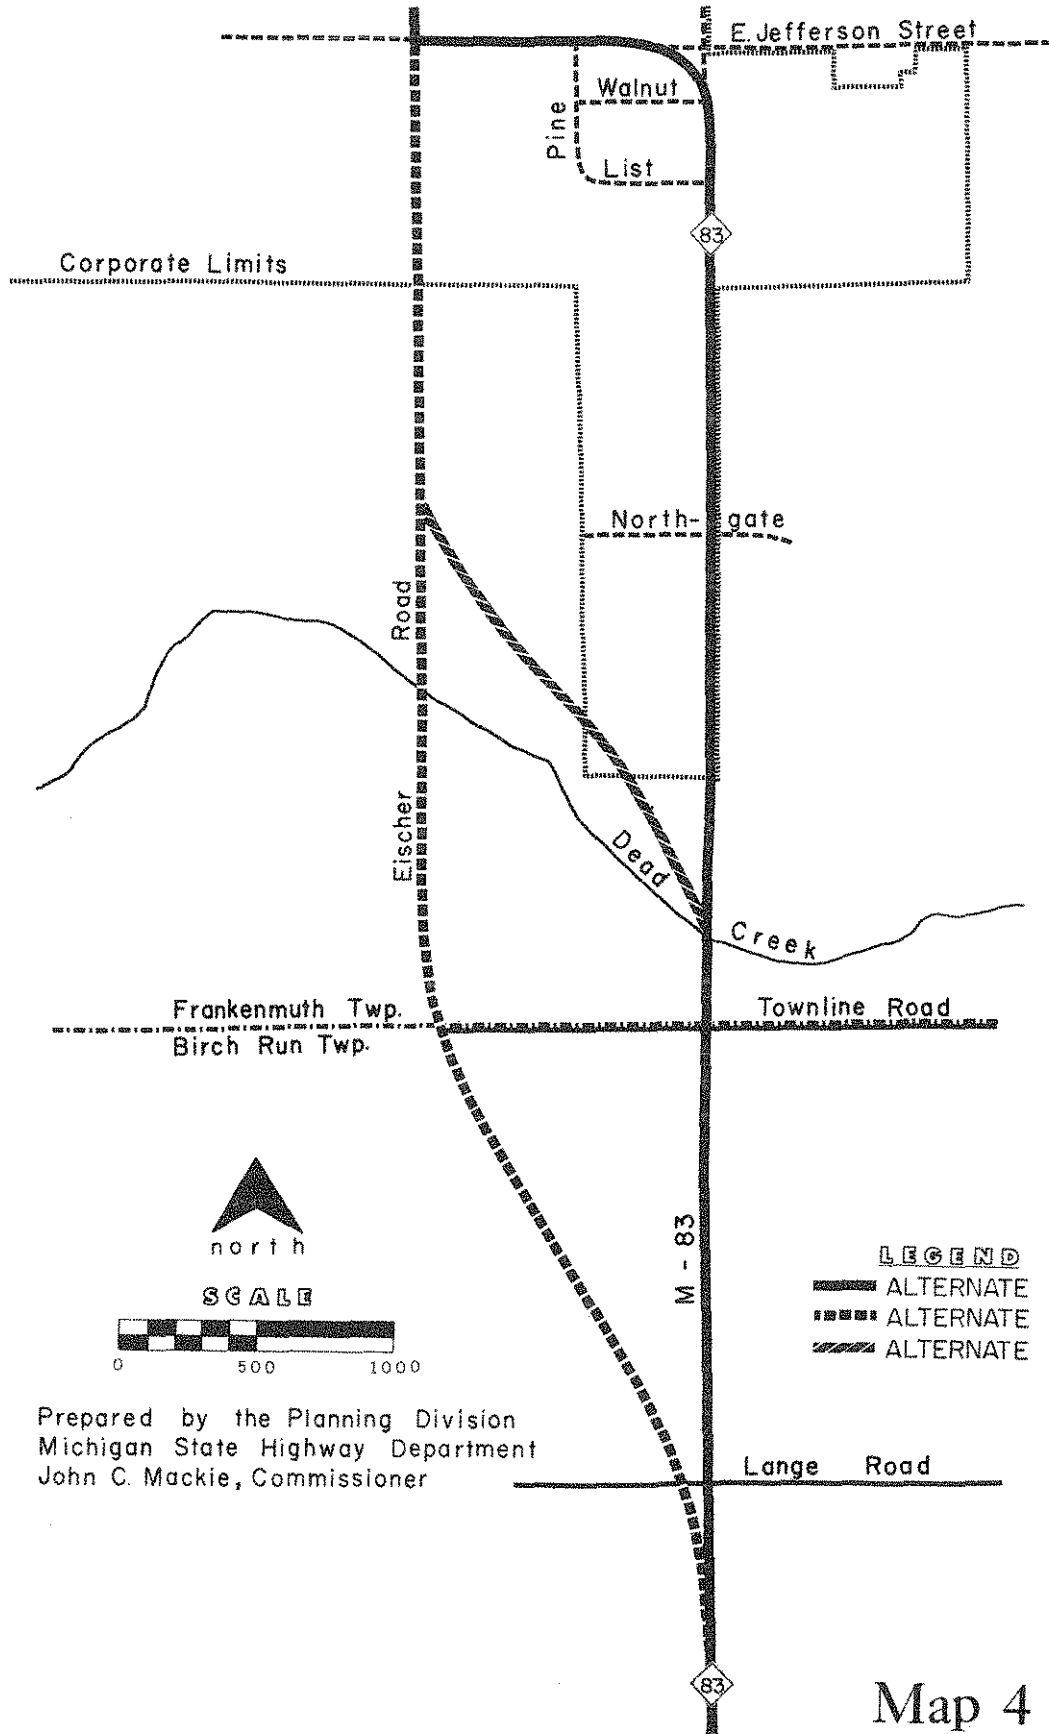 E. Jefferson Street
Walnut
Pine
List
83
Corporate Limits
North-gate
Eischer Road
Dead Creek
Frankenmuth Twp.
Townline Road
Birch Run Twp.
north
M - 83
LEGEND
ALTERNATE
ALTERNATE
ALTERNATE
SCALE
0 500 1000
Prepared by the Planning Division
Michigan State Highway Department
John C. Mackie, Commissioner
Lange Road
83
Map 4